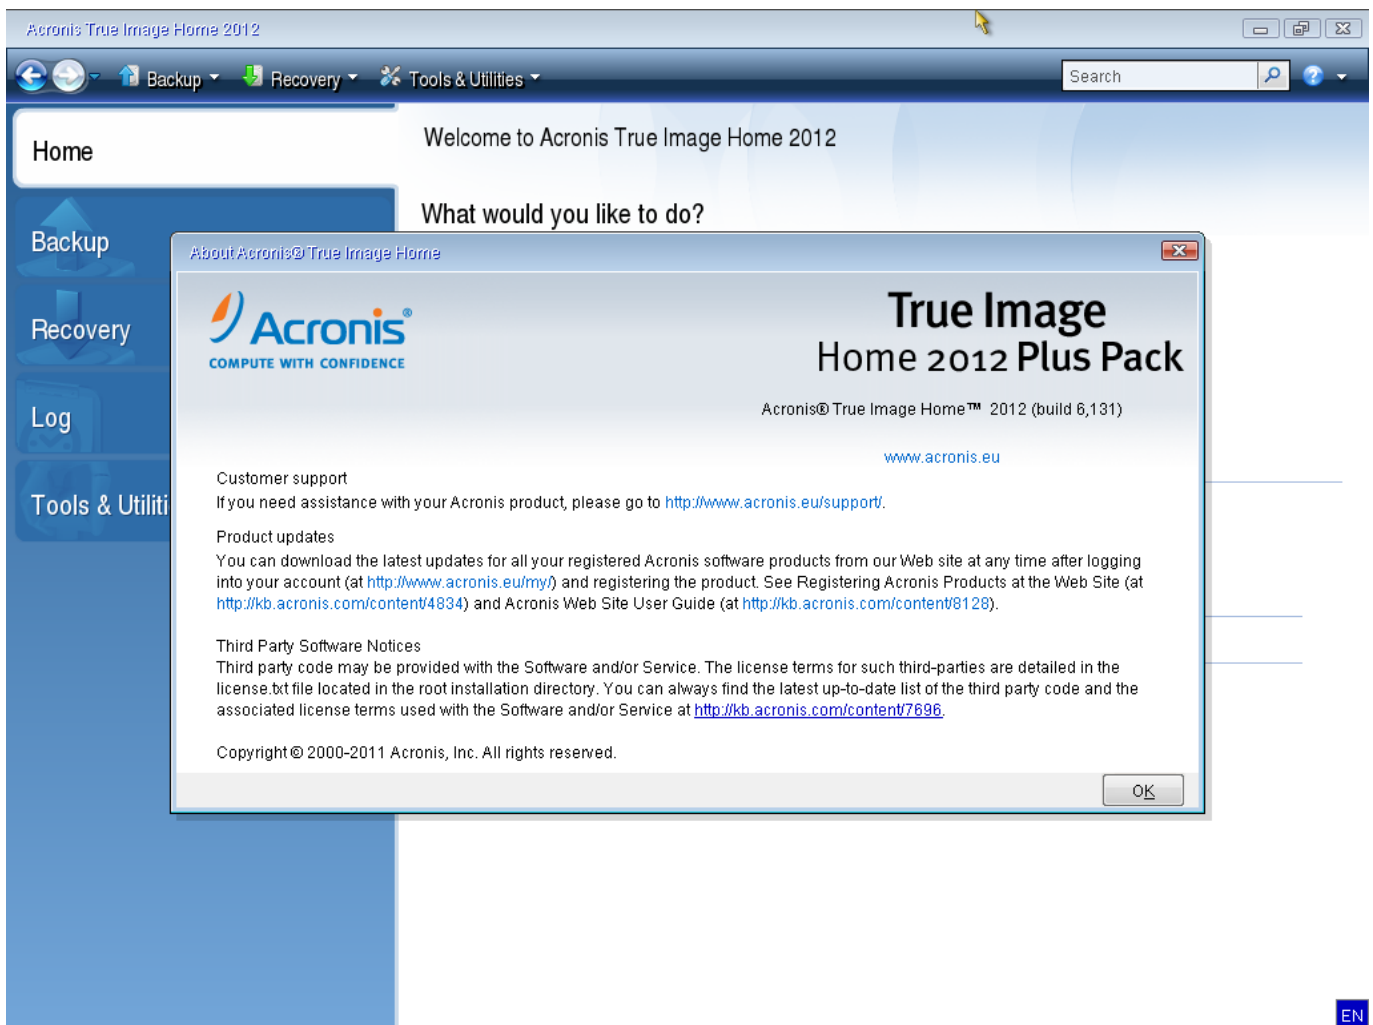 Acronis True Image Home 2012
Backup Recovery Tools & Utilities Search
Home
Welcome to Acronis True Image Home 2012
What would you like to do?
Backup
Recovery
Log
Tools & Utiliti
About Acronis® True Image Home
Acronis®
COMPUTE WITH CONFIDENCE
True Image
Home 2012 Plus Pack
Acronis® True Image Home™ 2012 (build 6,131)
www.acronis.eu
Customer support
If you need assistance with your Acronis product, please go to http://www.acronis.eu/support/.
Product updates
You can download the latest updates for all your registered Acronis software products from our Web site at any time after logging
into your account (at http://www.acronis.eu/my/) and registering the product. See Registering Acronis Products at the Web Site (at
http://kb.acronis.com/content/4834) and Acronis Web Site User Guide (at http://kb.acronis.com/content/8128).
Third Party Software Notices
Third party code may be provided with the Software and/or Service. The license terms for such third-parties are detailed in the
license.txt file located in the root installation directory. You can always find the latest up-to-date list of the third party code and the
associated license terms used with the Software and/or Service at http://kb.acronis.com/content/7696.
Copyright © 2000-2011 Acronis, Inc. All rights reserved.
OK
EN